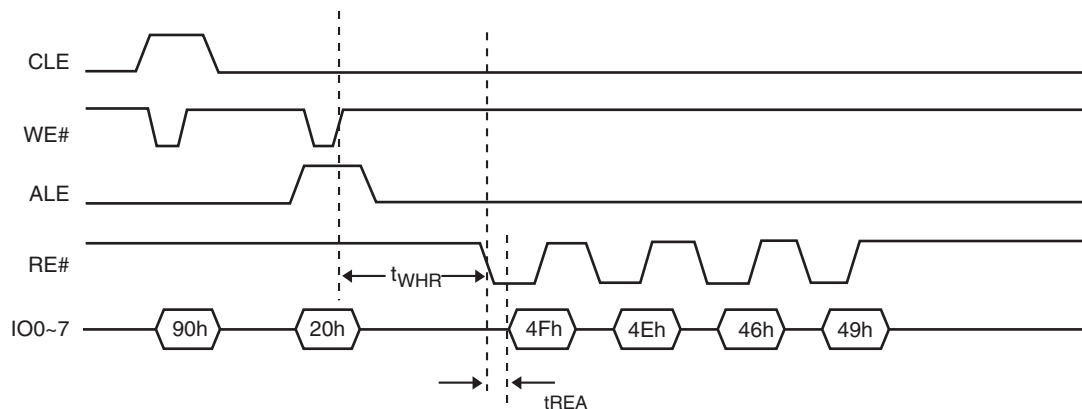 CLE
WE#
ALE
RE#
tWHR
IO0~7 90h 20h 4Fh 4Eh 46h 49h
tREA